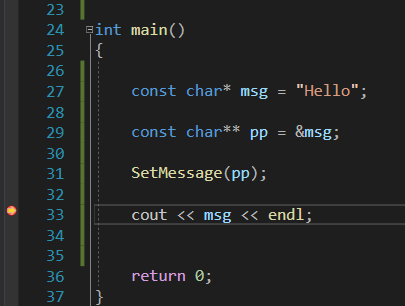 23
24 int main()
25 {
26
27 const char* msg = "Hello";
28
29 const char** pp = &msg;
30
31 SetMessage(pp);
32
33 cout << msg << endl;
34
35
36 return 0;
37 }